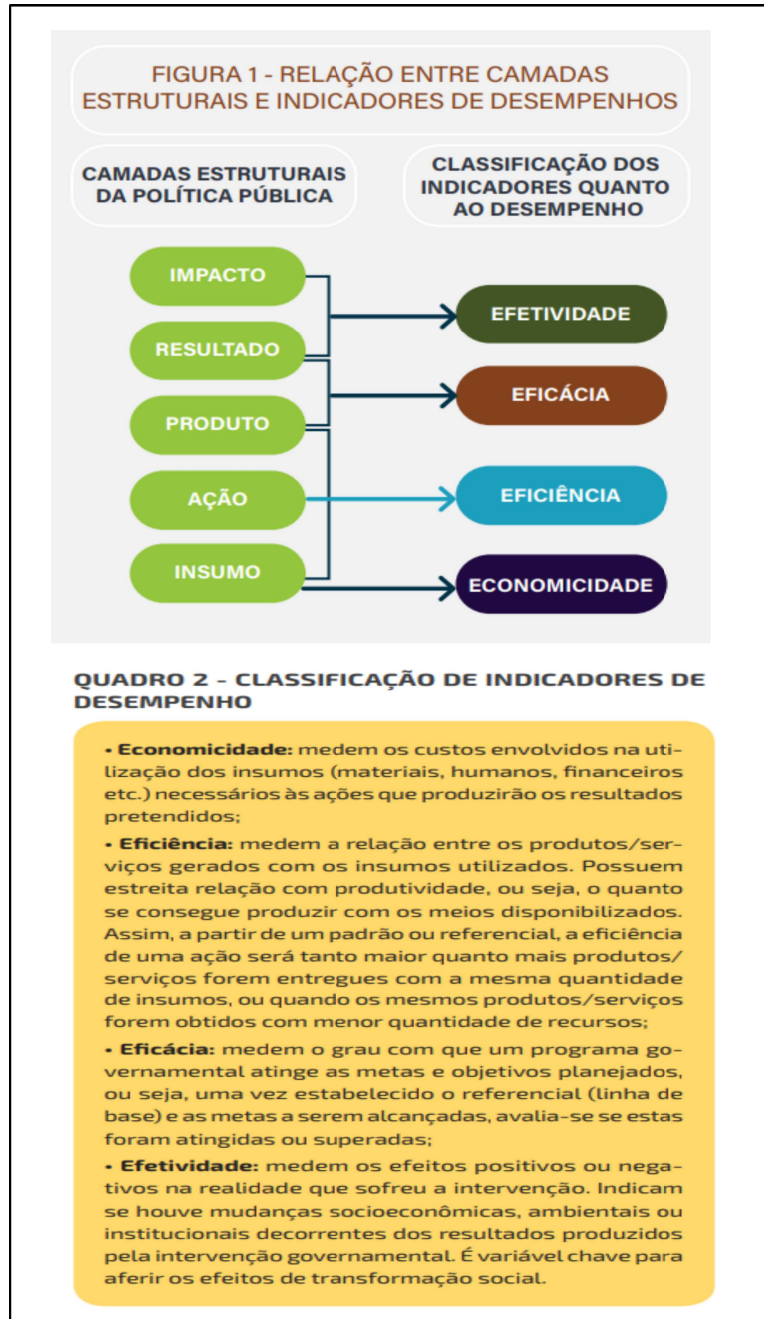 FIGURA 1 - RELAÇÃO ENTRE CAMADAS
ESTRUTURAIS E INDICADORES DE DESEMPENHOS
CAMADAS ESTRUTURAIS
DA POLÍTICA PÚBLICA
CLASSIFICAÇÃO DOS
INDICADORES QUANTO
AO DESEMPENHO
IMPACTO
RESULTADO
PRODUTO
AÇÃO
INSUMO
EFETIVIDADE
EFICÁCIA
EFICIÊNCIA
ECONOMICIDADE
QUADRO 2 - CLASSIFICAÇÃO DE INDICADORES DE
DESEMPENHO
• Economicidade: medem os custos envolvidos na uti-
lização dos insumos (materiais, humanos, financeiros
etc.) necessários às ações que produzirão os resultados
pretendidos;
• Eficiência: medem a relação entre os produtos/ser-
viços gerados com os insumos utilizados. Possuem
estreita relação com produtividade, ou seja, o quanto
se consegue produzir com os meios disponibilizados.
Assim, a partir de um padrão ou referencial, a eficiência
de uma ação será tanto maior quanto mais produtos/
serviços forem entregues com a mesma quantidade
de insumos, ou quando os mesmos produtos/serviços
forem obtidos com menor quantidade de recursos;
• Eficácia: medem o grau com que um programa go-
vernamental atinge as metas e objetivos planejados,
ou seja, uma vez estabelecido o referencial (linha de
base) e as metas a serem alcançadas, avalia-se se estas
foram atingidas ou superadas;
• Efetividade: medem os efeitos positivos ou nega-
tivos na realidade que sofreu a intervenção. Indicam
se houve mudanças socioeconômicas, ambientais ou
institucionais decorrentes dos resultados produzidos
pela intervenção governamental. É variável chave para
aferir os efeitos de transformação social.